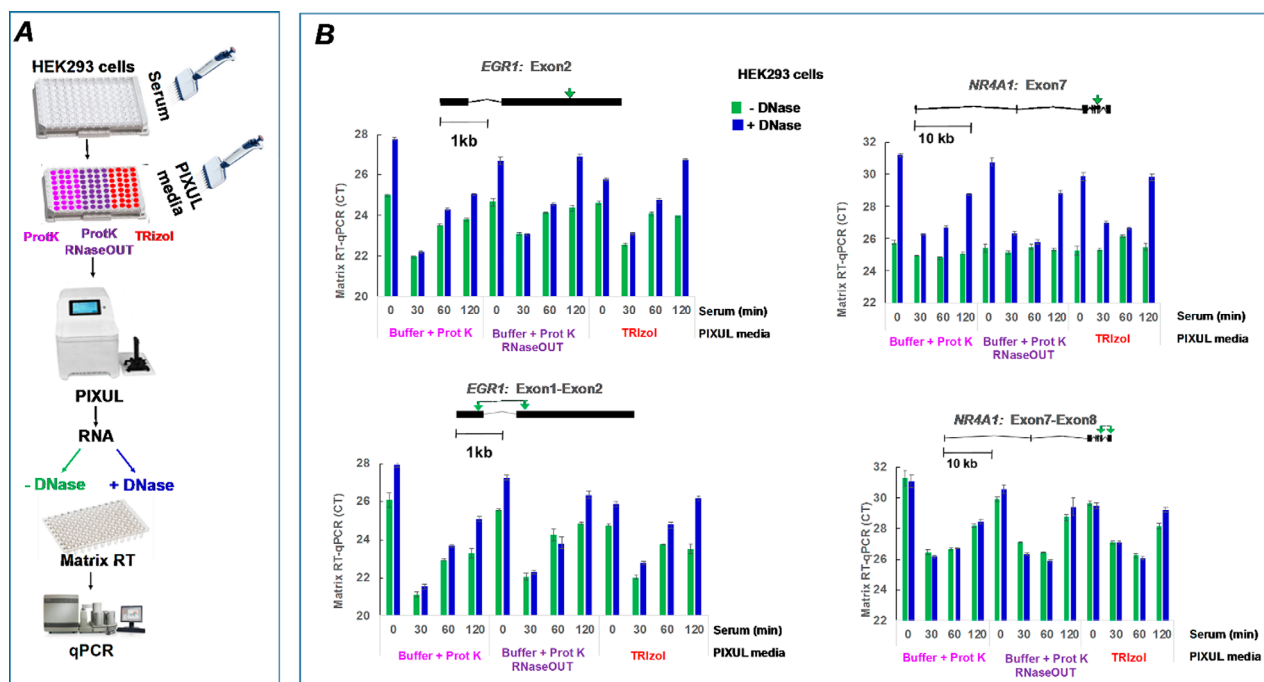 A
HEK293 cells
Serum
PIXUL
media
ProtK
ProtK
RNaseOUT
TRizol
PIXUL
RNA
- DNase
+ DNase
Matrix RT
qPCR
B
EGR1: Exon2
1kb
HEK293 cells
- DNase
+ DNase
Matrix RT-qPCR (CT)
28
26
24
22
20
0 30 60 120 0 30 60 120 0 30 60 120
Serum (min)
Buffer + Prot K
Buffer + Prot K
RNaseOUT
TRIzol
PIXUL media
NR4A1: Exon7
10 kb
Matrix RT-qPCR (CT)
32
30
28
26
24
22
0 30 60 120 0 30 60 120 0 30 60 120
Serum (min)
Buffer + Prot K
Buffer + Prot K
RNaseOUT
TRIzol
PIXUL media
EGR1: Exon1-Exon2
1kb
Matrix RT-qPCR (CT)
28
26
24
22
20
0 30 60 120 0 30 60 120 0 30 60 120
Serum (min)
Buffer + Prot K
Buffer + Prot K
RNaseOUT
TRIzol
PIXUL media
NR4A1: Exon7-Exon8
10 kb
Matrix RT-qPCR (CT)
32
30
28
26
24
22
0 30 60 120 0 30 60 120 0 30 60 120
Serum (min)
Buffer + Prot K
Buffer + Prot K
RNaseOUT
TRIzol
PIXUL media